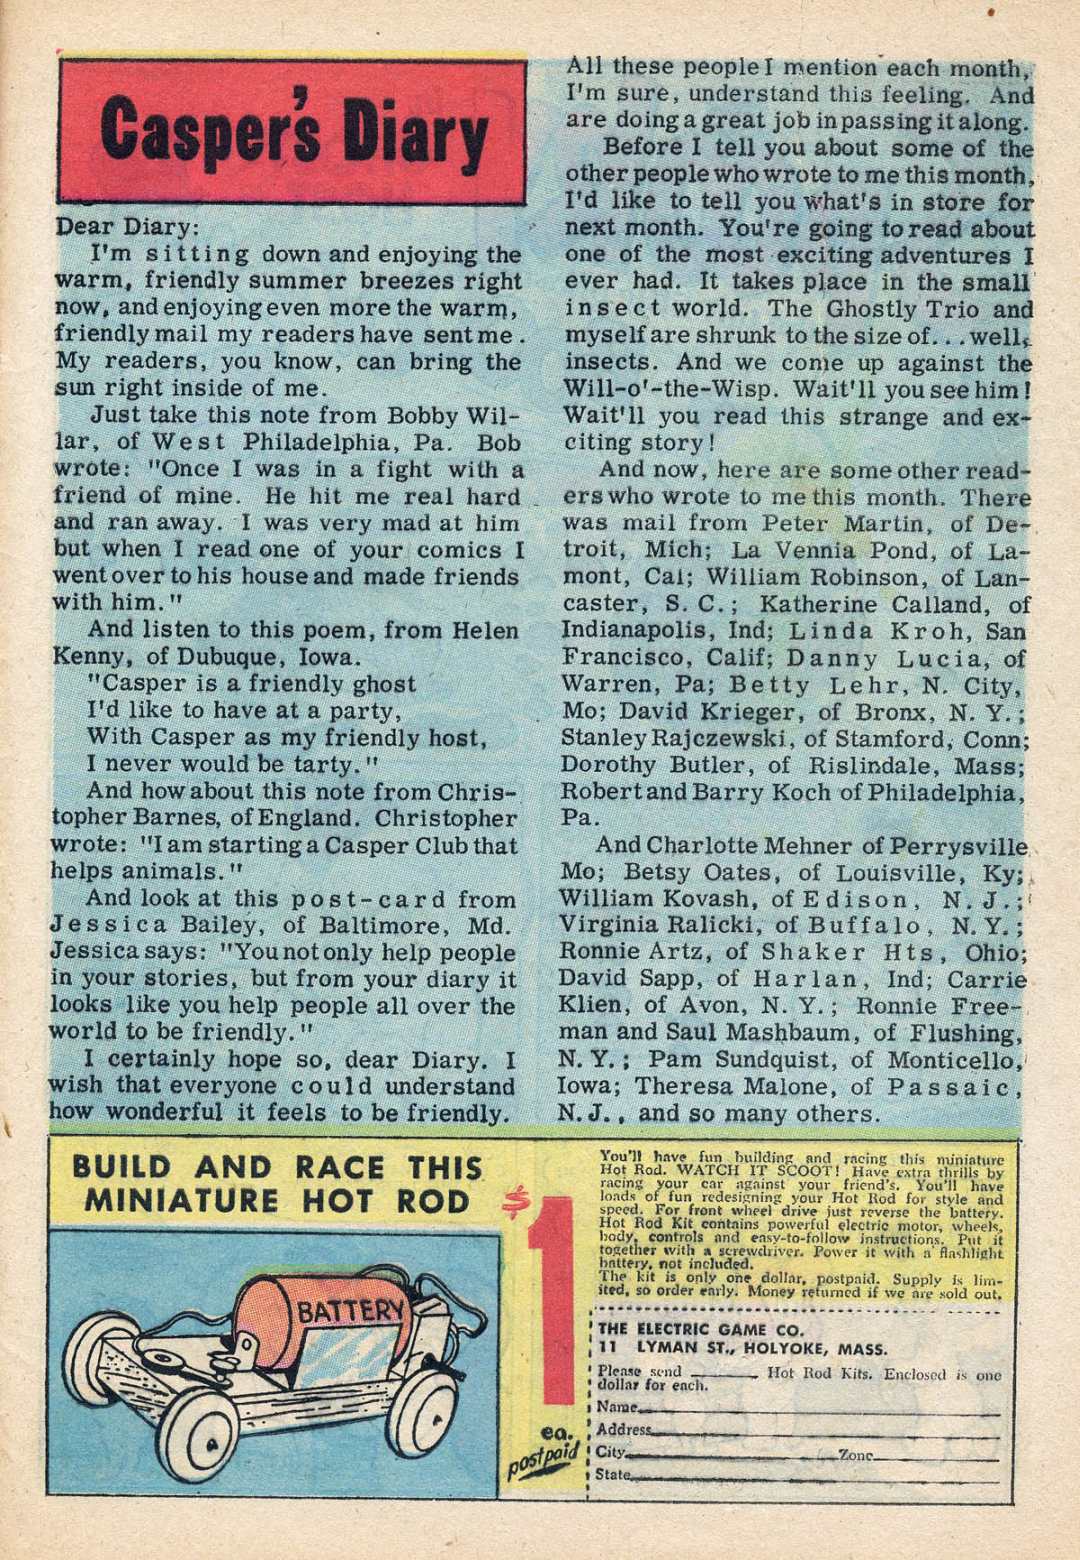 Casper's Diary
Dear Diary:
I'm sitting down and enjoying the
warm, friendly summer breezes right
now, and enjoying even more the warm,
friendly mail my readers have sent me.
My readers, you know, can bring the
sun right inside of me.
Just take this note from Bobby Wil-
lar, of West Philadelphia, Pa. Bob
wrote: "Once I was in a fight with a
friend of mine. He hit me real hard
and ran away. I was very mad at him
but when I read one of your comics I
went over to his house and made friends
with him."
And listen to this poem, from Helen
Kenny, of Dubuque, Iowa.
"Casper is a friendly ghost
I'd like to have at a party,
With Casper as my friendly host,
I never would be tarty."
And how about this note from Chris-
topher Barnes, of England. Christopher
wrote: "I am starting a Casper Club that
helps animals."
And look at this post-card from
Jessica Bailey, of Baltimore, Md.
Jessica says: "You not only help people
in your stories, but from your diary it
looks like you help people all over the
world to be friendly."
I certainly hope so, dear Diary. I
wish that everyone could understand
how wonderful it feels to be friendly.
All these people I mention each month,
I'm sure, understand this feeling. And
are doing a great job in passing it along.
Before I tell you about some of the
other people who wrote to me this month,
I'd like to tell you what's in store for
next month. You're going to read about
one of the most exciting adventures I
ever had. It takes place in the small
insect world. The Ghostly Trio and
myself are shrunk to the size of...well,
insects. And we come up against the
Will-o'-the-Wisp. Wait'll you see him!
Wait'll you read this strange and ex-
citing story!
And now, here are some other read-
ers who wrote to me this month. There
was mail from Peter Martin, of De-
troit, Mich; La Vennia Pond, of La-
mont, Cal; William Robinson, of Lan-
caster, S. C.; Katherine Calland, of
Indianapolis, Ind; Linda Kroh, San
Francisco, Calif; Danny Lucia, of
Warren, Pa; Betty Lehr, N. City,
Mo; David Krieger, of Bronx, N. Y.;
Stanley Rajczewski, of Stamford, Conn;
Dorothy Butler, of Rislindale, Mass;
Robert and Barry Koch of Philadelphia,
Pa.
And Charlotte Mehner of Perrysville
Mo; Betsy Oates, of Louisville, Ky;
William Kovash, of Edison, N. J.;
Virginia Ralicki, of Buffalo, N. Y.;
Ronnie Artz, of Shaker Hts, Ohio;
David Sapp, of Harlan, Ind; Carrie
Klien, of Avon, N. Y.; Ronnie Free-
man and Saul Mashbaum, of Flushing,
N. Y.; Pam Sundquist, of Monticello,
Iowa; Theresa Malone, of Passaic,
N. J., and so many others.
BUILD AND RACE THIS
MINIATURE HOT ROD
BATTERY
$1
ea.
postpaid
You'll have fun building and racing this miniature
Hot Rod. WATCH IT SCOOT! Have extra thrills by
racing your car against your friend's. You'll have
loads of fun redesigning your Hot Rod for style and
speed. For front wheel drive just reverse the battery.
Hot Rod Kit contains powerful electric motor, wheels,
body, controls and easy-to-follow instructions. Put it
together with a screwdriver. Power it with a flashlight
battery, not included.
The kit is only one dollar, postpaid. Supply is lim-
ited, so order early. Money returned if we are sold out.
THE ELECTRIC GAME CO.
11 LYMAN ST., HOLYOKE, MASS.
Please send ______ Hot Rod Kits. Enclosed is one
dollar for each.
Name
Address
City Zone
State